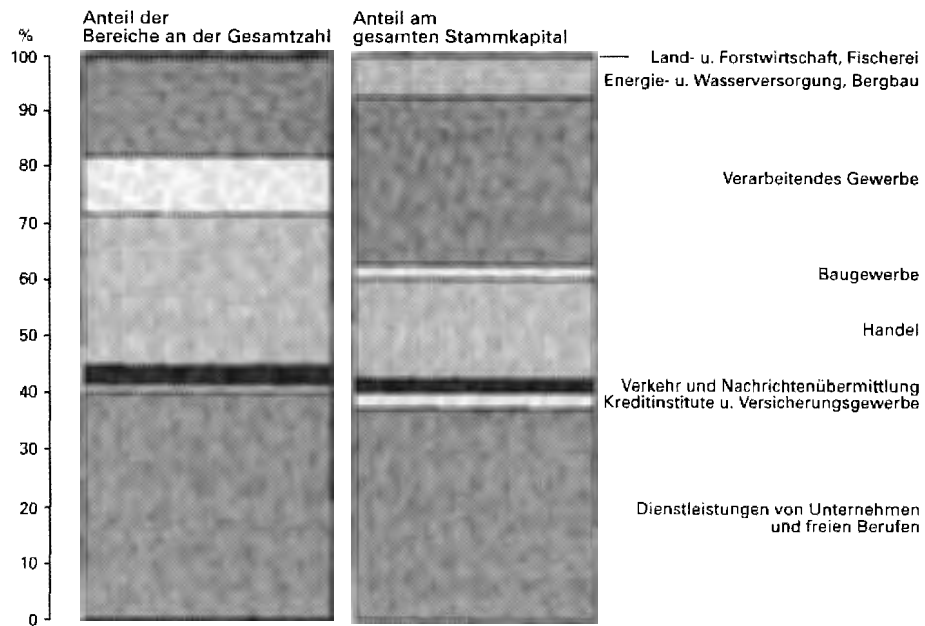 Anteil der
Bereiche an der Gesamtzahl
Anteil am
gesamten Stammkapital
%
100
90
80
70
60
50
40
30
20
10
0
Land- u. Forstwirtschaft, Fischerei
Energie- u. Wasserversorgung, Bergbau
Verarbeitendes Gewerbe
Baugewerbe
Handel
Verkehr und Nachrichtenübermittlung
Kreditinstitute u. Versicherungsgewerbe
Dienstleistungen von Unternehmen
und freien Berufen